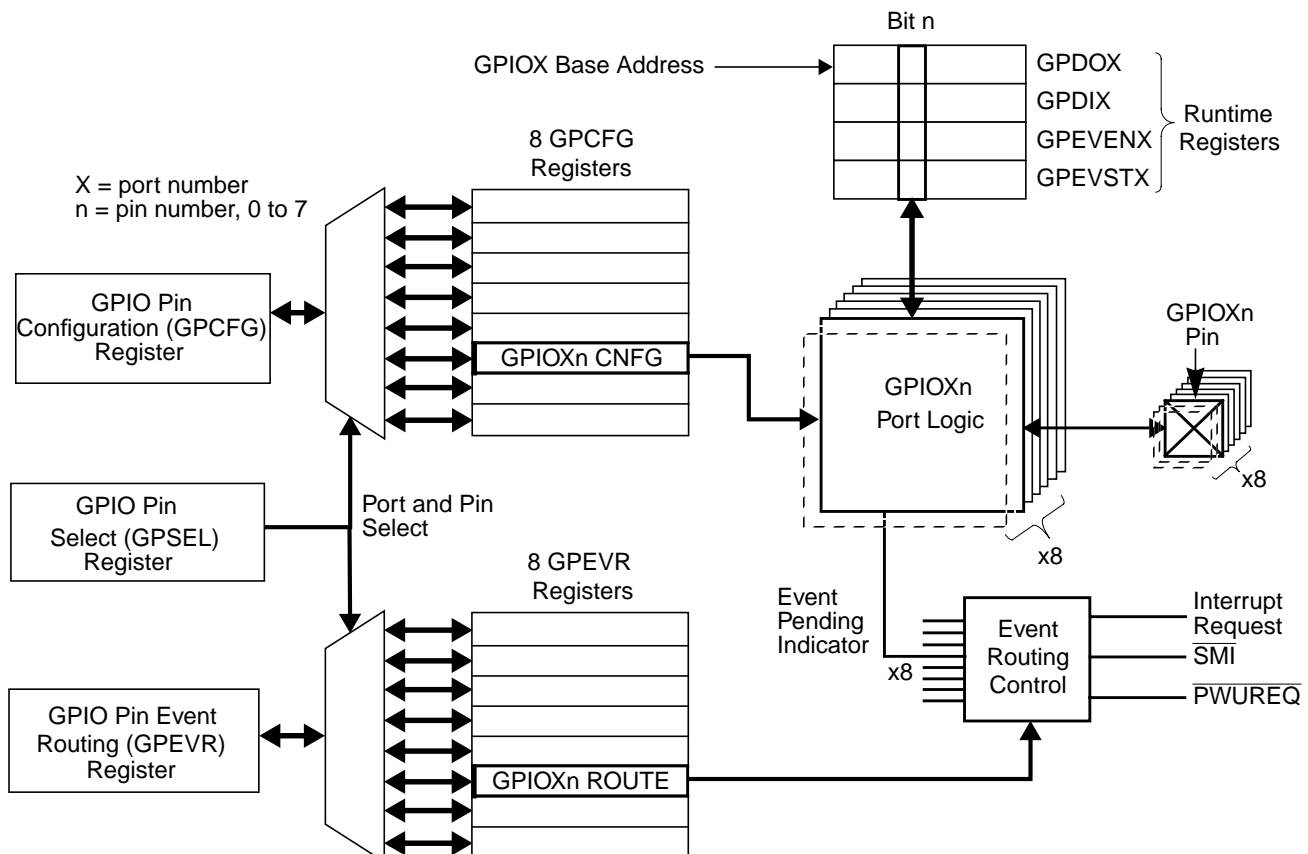 Bit n
GPIOX Base Address
GPDOX
GPDIX
GPEVENX
GPEVSTX
Runtime
Registers
8 GPCFG
Registers
X = port number
n = pin number, 0 to 7
GPIO Pin
Configuration (GPCFG)
Register
GPIOXn CNFG
GPIOXn
Port Logic
GPIOXn
Pin
x8
x8
GPIO Pin
Select (GPSEL)
Register
Port and Pin
Select
8 GPEVR
Registers
Event
Pending
Indicator
x8
Event
Routing
Control
Interrupt
Request
SMI
PWUREQ
GPIO Pin Event
Routing (GPEVR)
Register
GPIOXn ROUTE